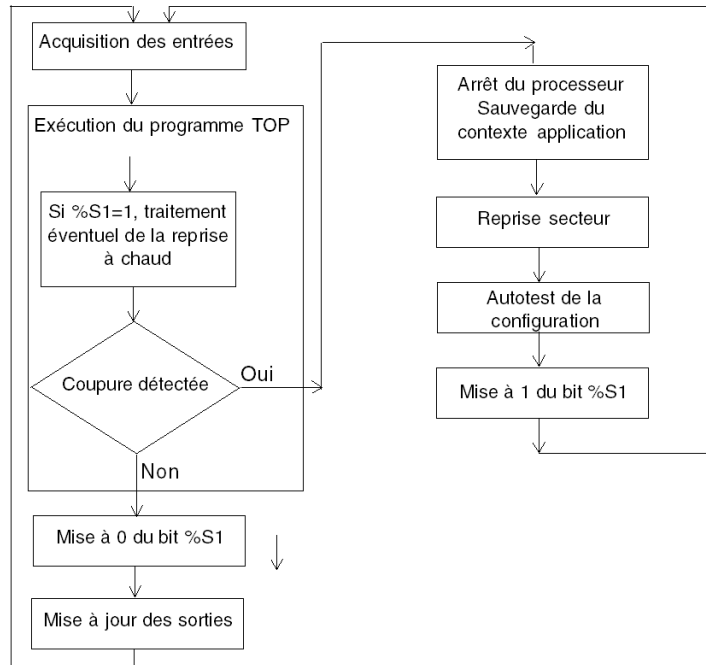 Acquisition des entrées
Exécution du programme TOP
Si %S1=1, traitement
éventuel de la reprise
à chaud
Coupure détectée
Oui
Non
Mise à 0 du bit %S1
Mise à jour des sorties
Arrêt du processeur
Sauvegarde du
contexte application
Reprise secteur
Autotest de la
configuration
Mise à 1 du bit %S1